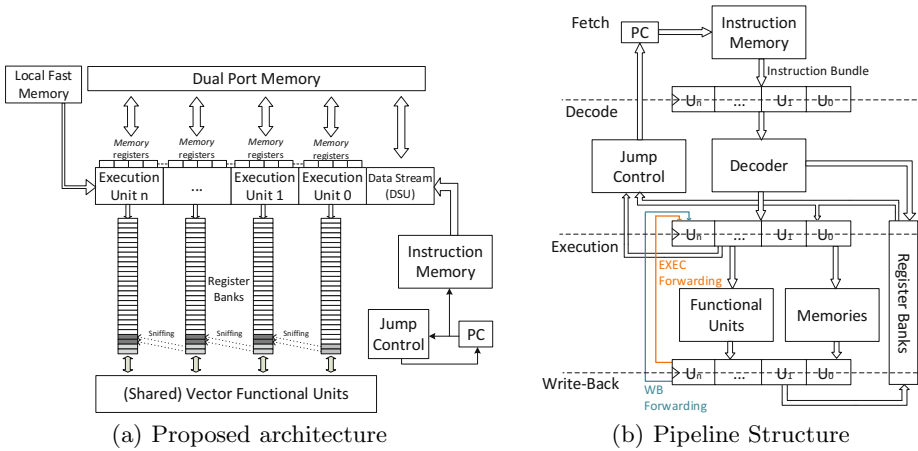 Local Fast
Memory
Dual Port Memory
Memory
registers
Memory
registers
Memory
registers
Memory
registers
Execution
Unit n
...
Execution
Unit 1
Execution
Unit 0
Data Stream
(DSU)
Instruction
Memory
Register
Banks
Sniffing
Sniffing
Sniffing
Jump
Control
PC
(Shared) Vector Functional Units
(a) Proposed architecture
Fetch
PC
Instruction
Memory
Instruction Bundle
Un
...
U1
U0
Decode
Jump
Control
Decoder
Un
...
U1
U0
Execution
EXEC
Forwarding
Functional
Units
Memories
Register Banks
Un
...
U1
U0
Write-Back
WB
Forwarding
(b) Pipeline Structure